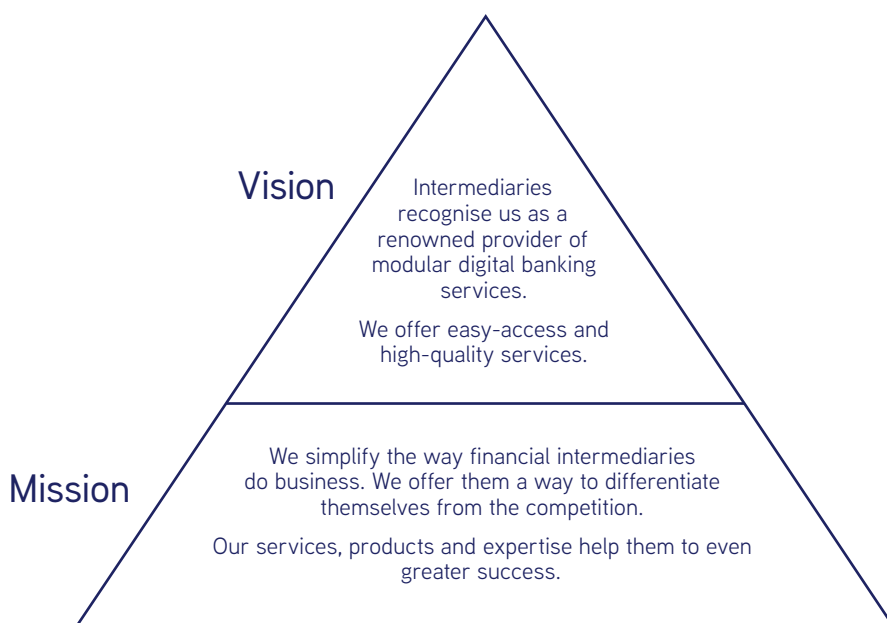 Vision
Intermediaries
recognise us as a
renowned provider of
modular digital banking
services.
We offer easy-access and
high-quality services.
Mission
We simplify the way financial intermediaries
do business. We offer them a way to differentiate
themselves from the competition.
Our services, products and expertise help them to even
greater success.